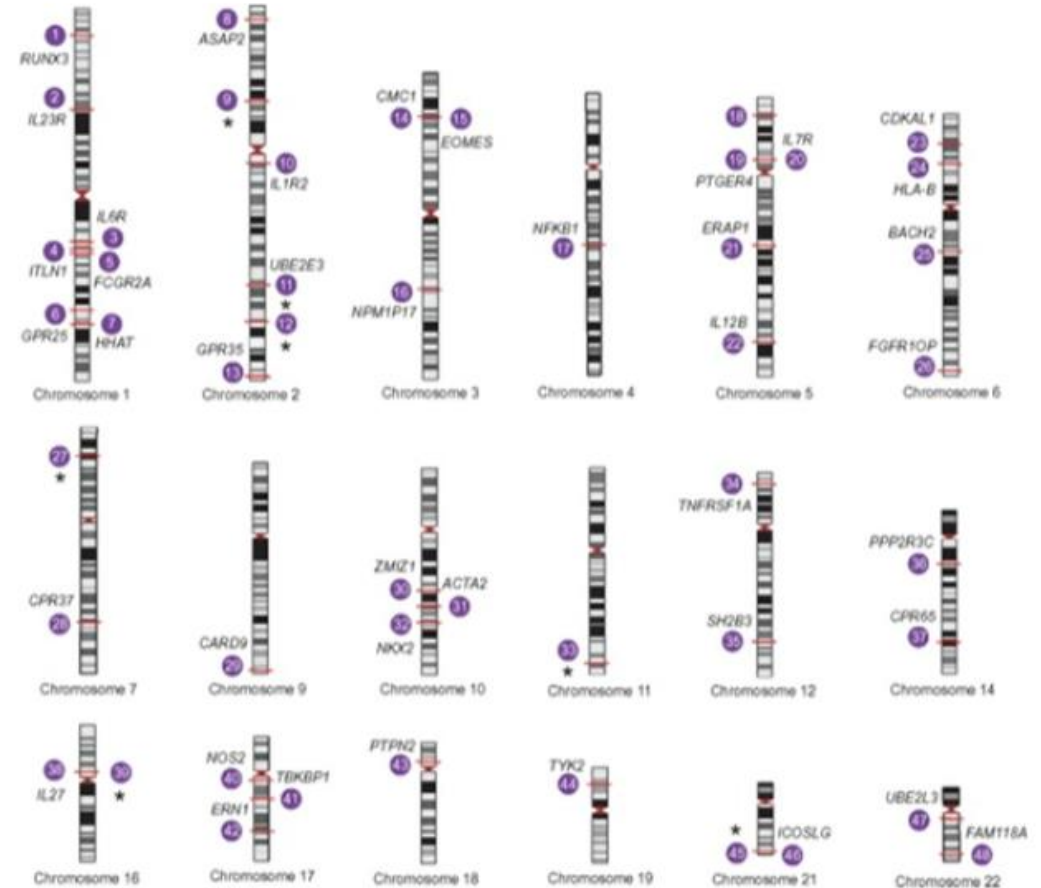 1
RUNX3
2
IL23R
IL6R
3
4
ITLN1
5
FCGR2A
6
GPR25
7
HHAT
Chromosome 1
8
ASAP2
9
*
10
IL1R2
UBE2E3
11
*
12
*
GPR35
13
Chromosome 2
CMC1
14
15
EOMES
16
NPM1P17
Chromosome 3
NFKB1
17
Chromosome 4
18
IL7R
19
20
PTGER4
ERAP1
21
IL12B
22
Chromosome 5
CDKAL1
23
24
HLA-B
BACH2
25
FGFR1OP
26
Chromosome 6
27
*
CPR37
28
Chromosome 7
CARD9
29
Chromosome 9
ZMIZ1
30
ACTA2
31
32
NKX2
Chromosome 10
33
*
Chromosome 11
34
TNFRSF1A
SH2B3
35
Chromosome 12
PPP2R3C
36
CPR65
37
Chromosome 14
38
39
IL27
*
Chromosome 16
NOS2
40
TBKBP1
41
ERN1
42
Chromosome 17
PTPN2
43
Chromosome 18
TYK2
44
Chromosome 19
*
ICOSLG
45
46
Chromosome 21
UBE2L3
47
FAM118A
48
Chromosome 22